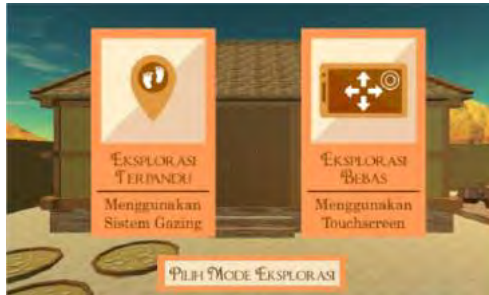 EKSPLORASI
TERPANDU
Menggunakan
Sistem Gazing
EKSPLORASI
BEBAS
Menggunakan
Touchscreen
PILIH MODE EKSPLORASI